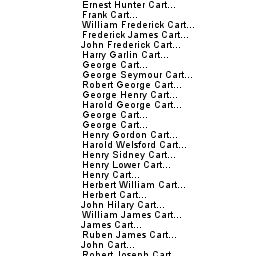 Ernest Hunter Cart...
Frank Cart...
William Frederick Cart...
Frederick James Cart...
John Frederick Cart...
Harry Garlin Cart...
George Cart...
George Seymour Cart...
Robert George Cart...
George Henry Cart...
Harold George Cart...
George Cart...
George Cart...
Henry Gordon Cart...
Harold Welsford Cart...
Henry Sidney Cart...
Henry Lower Cart...
Henry Cart...
Herbert William Cart...
Herbert Cart...
John Hilary Cart...
William James Cart...
James Cart...
Ruben James Cart...
John Cart...
Robert Joseph Cart...